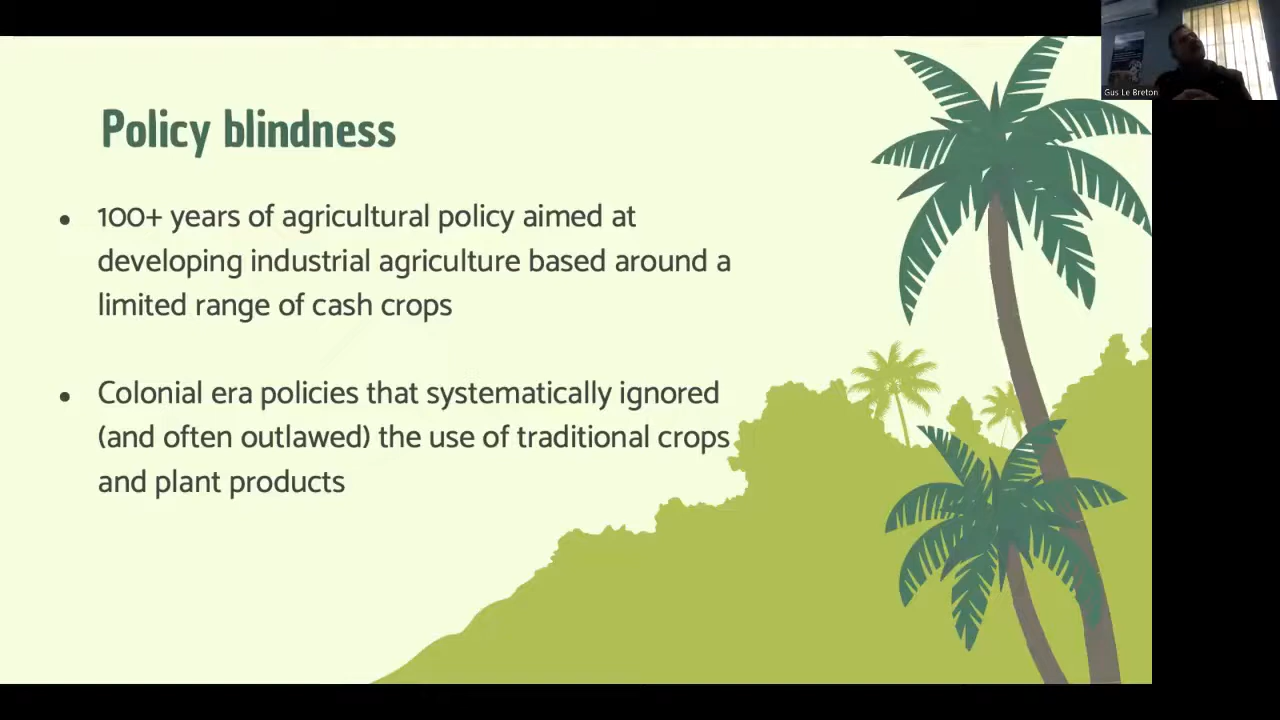 Gus Le Breton
Policy blindness
• 100+ years of agricultural policy aimed at
developing industrial agriculture based around a
limited range of cash crops
• Colonial era policies that systematically ignored
(and often outlawed) the use of traditional crops
and plant products